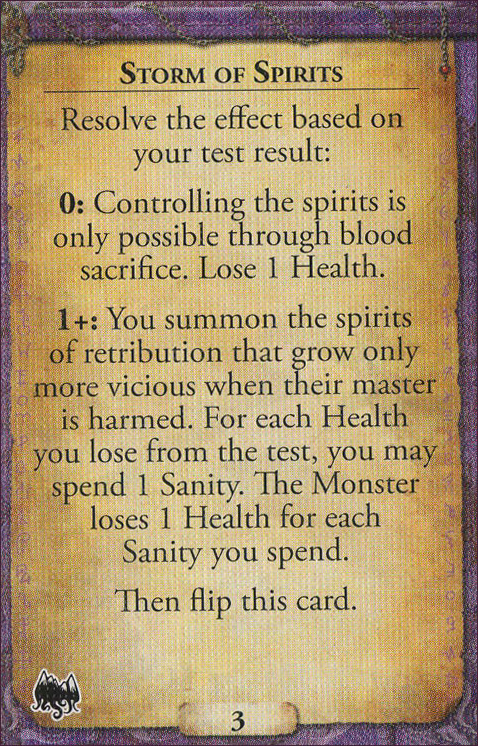 STORM OF SPIRITS
Resolve the effect based on
your test result:
0: Controlling the spirits is
only possible through blood
sacrifice. Lose 1 Health.
1+: You summon the spirits
of retribution that grow only
more vicious when their master
is harmed. For each Health
you lose from the test, you may
spend 1 Sanity. The Monster
loses 1 Health for each
Sanity you spend.
Then flip this card.
3